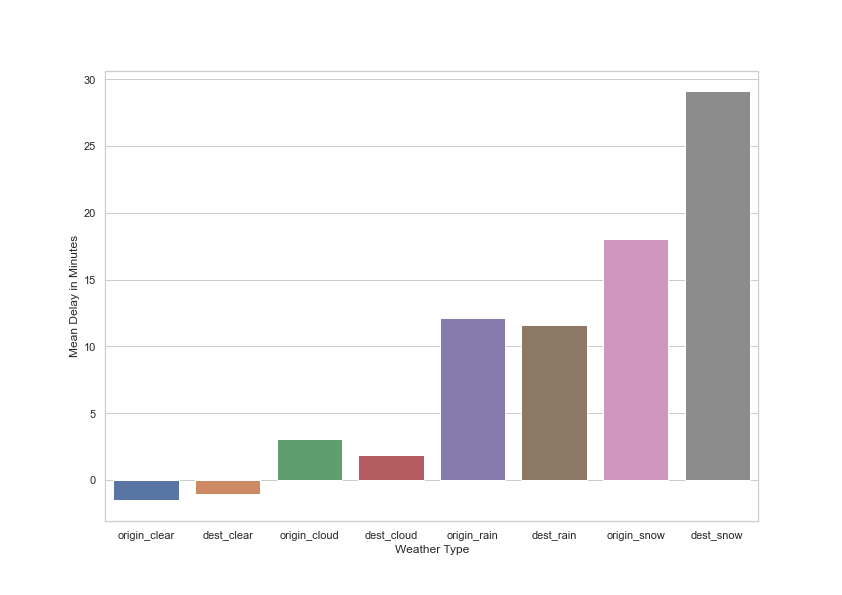 30
25
20
15
10
5
0
Mean Delay in Minutes
origin_clear dest_clear origin_cloud dest_cloud origin_rain dest_rain origin_snow dest_snow
Weather Type